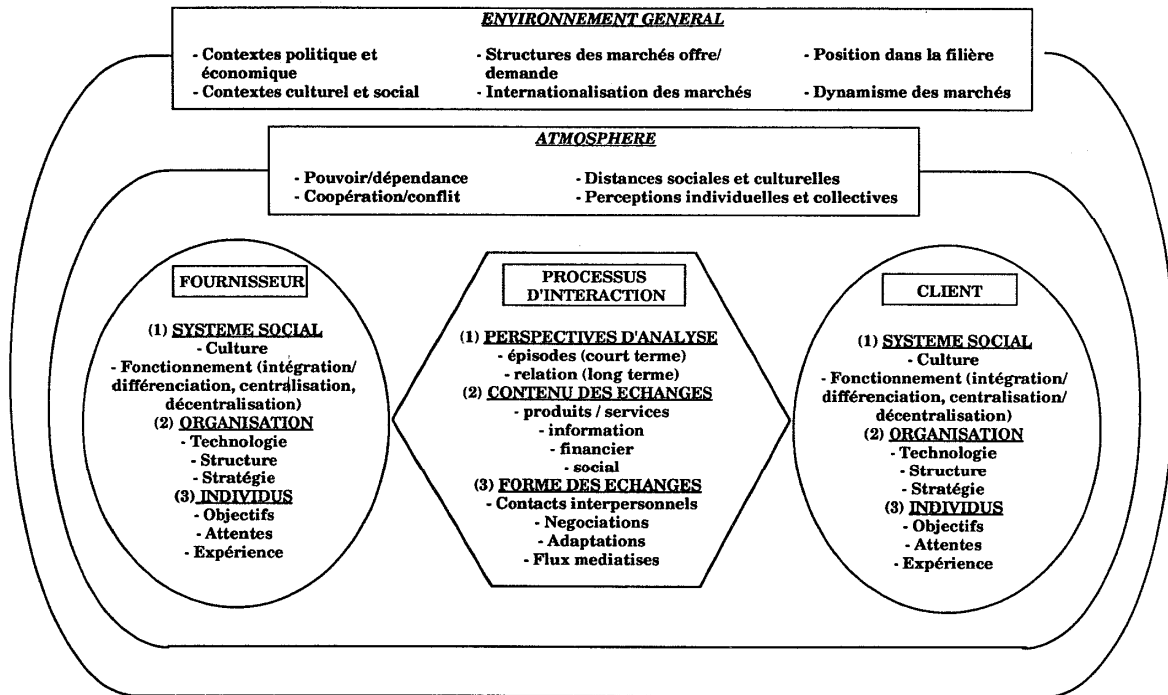 ENVIRONNEMENT GENERAL
- Contextes politique et
économique
- Contextes culturel et social
- Structures des marchés offre/
demande
- Internationalisation des marchés
- Position dans la filière
- Dynamisme des marchés
ATMOSPHERE
- Pouvoir/dépendance
- Coopération/conflit
- Distances sociales et culturelles
- Perceptions individuelles et collectives
FOURNISSEUR
(1) SYSTEME SOCIAL
- Culture
- Fonctionnement (intégration/
différenciation, centralisation,
décentralisation)
(2) ORGANISATION
- Technologie
- Structure
- Stratégie
(3) INDIVIDUS
- Objectifs
- Attentes
- Expérience
PROCESSUS
D'INTERACTION
(1) PERSPECTIVES D'ANALYSE
- épisodes (court terme)
- relation (long terme)
(2) CONTENU DES ECHANGES
- produits / services
- information
- financier
- social
(3) FORME DES ECHANGES
- Contacts interpersonnels
- Negociations
- Adaptations
- Flux mediatises
CLIENT
(1) SYSTEME SOCIAL
- Culture
- Fonctionnement (intégration/
différenciation, centralisation/
décentralisation)
(2) ORGANISATION
- Technologie
- Structure
- Stratégie
(3) INDIVIDUS
- Objectifs
- Attentes
- Expérience